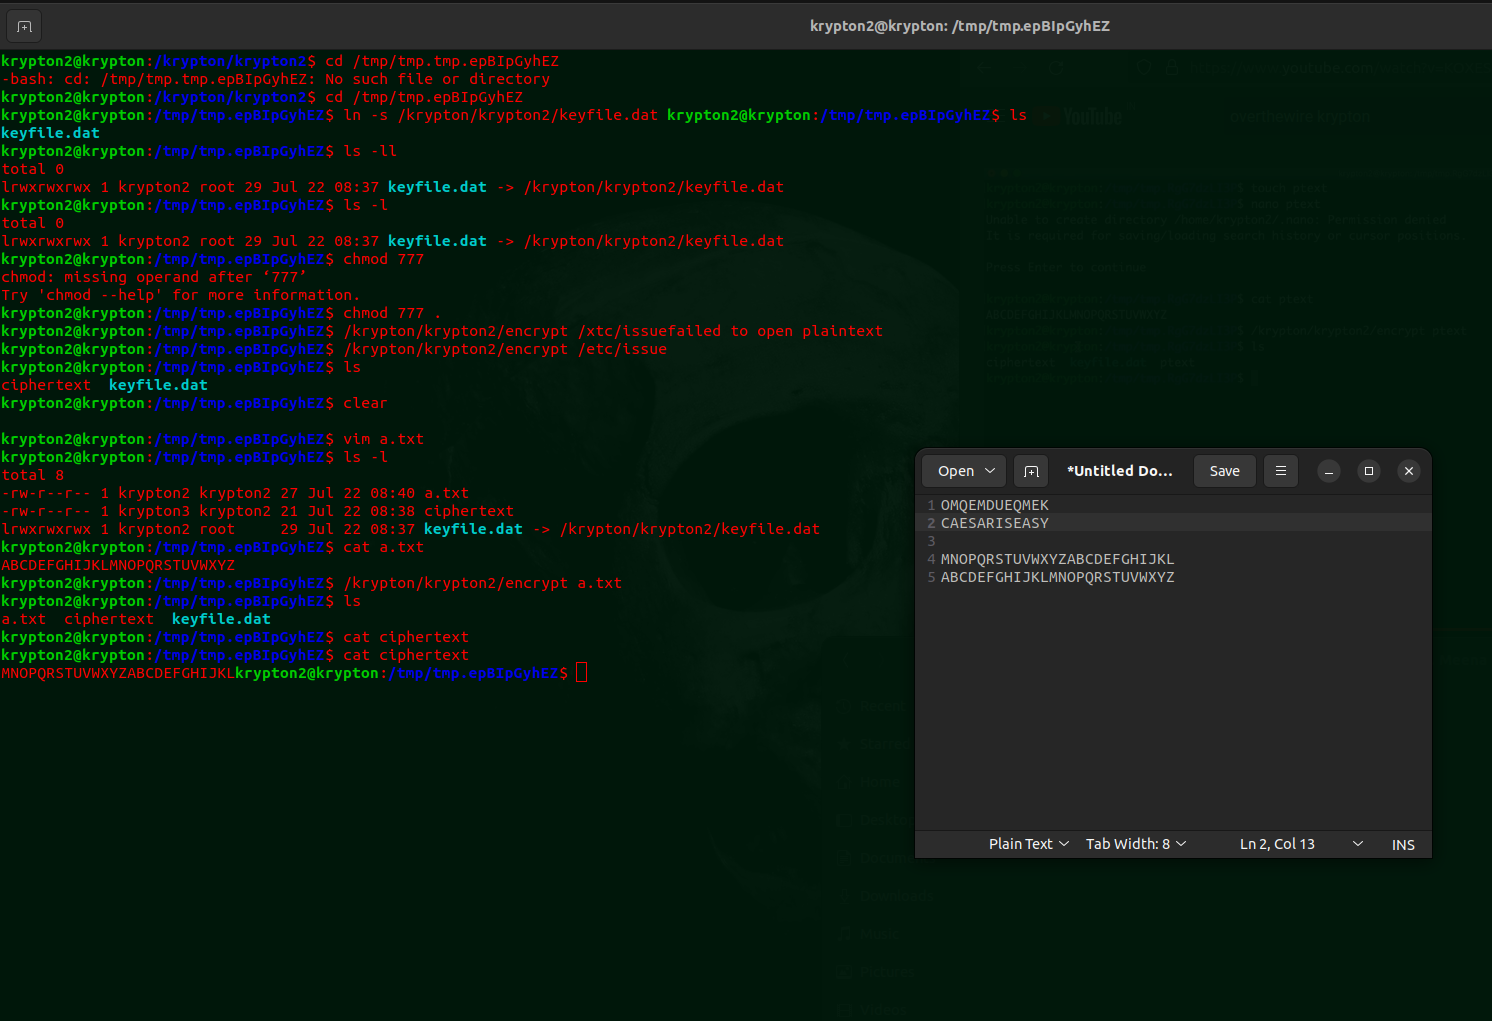 krypton2@krypton: /tmp/tmp.epBIpGyhEZ
krypton2@krypton:/krypton/krypton2$ cd /tmp/tmp.tmp.epBIpGyhEZ
-bash: cd: /tmp/tmp.tmp.epBIpGyhEZ: No such file or directory
krypton2@krypton:/krypton/krypton2$ cd /tmp/tmp.epBIpGyhEZ
krypton2@krypton:/tmp/tmp.epBIpGyhEZ$ ln -s /krypton/krypton2/keyfile.dat krypton2@krypton:/tmp/tmp.epBIpGyhEZ$ ls
keyfile.dat
krypton2@krypton:/tmp/tmp.epBIpGyhEZ$ ls -ll
total 0
lrwxrwxrwx 1 krypton2 root 29 Jul 22 08:37 keyfile.dat -> /krypton/krypton2/keyfile.dat
krypton2@krypton:/tmp/tmp.epBIpGyhEZ$ ls -l
total 0
lrwxrwxrwx 1 krypton2 root 29 Jul 22 08:37 keyfile.dat -> /krypton/krypton2/keyfile.dat
krypton2@krypton:/tmp/tmp.epBIpGyhEZ$ chmod 777
chmod: missing operand after ‘777’
Try 'chmod --help' for more information.
krypton2@krypton:/tmp/tmp.epBIpGyhEZ$ chmod 777 .
krypton2@krypton:/tmp/tmp.epBIpGyhEZ$ /krypton/krypton2/encrypt /xtc/issuefailed to open plaintext
krypton2@krypton:/tmp/tmp.epBIpGyhEZ$ /krypton/krypton2/encrypt /etc/issue
krypton2@krypton:/tmp/tmp.epBIpGyhEZ$ ls
ciphertext  keyfile.dat
krypton2@krypton:/tmp/tmp.epBIpGyhEZ$ clear
krypton2@krypton:/tmp/tmp.epBIpGyhEZ$ vim a.txt
krypton2@krypton:/tmp/tmp.epBIpGyhEZ$ ls -l
total 8
-rw-r--r-- 1 krypton2 krypton2 27 Jul 22 08:40 a.txt
-rw-r--r-- 1 krypton3 krypton2 21 Jul 22 08:38 ciphertext
lrwxrwxrwx 1 krypton2 root     29 Jul 22 08:37 keyfile.dat -> /krypton/krypton2/keyfile.dat
krypton2@krypton:/tmp/tmp.epBIpGyhEZ$ cat a.txt
ABCDEFGHIJKLMNOPQRSTUVWXYZ
krypton2@krypton:/tmp/tmp.epBIpGyhEZ$ /krypton/krypton2/encrypt a.txt
krypton2@krypton:/tmp/tmp.epBIpGyhEZ$ ls
a.txt  ciphertext  keyfile.dat
krypton2@krypton:/tmp/tmp.epBIpGyhEZ$ cat ciphertext
krypton2@krypton:/tmp/tmp.epBIpGyhEZ$ cat ciphertext
MNOPQRSTUVWXYZABCDEFGHIJKLkrypton2@krypton:/tmp/tmp.epBIpGyhEZ$
YouTube
overthewire krypton
Open *Untitled Do... Save
1 OMQEMDUEQMEK
2 CAESARISEASY
3
4 MNOPQRSTUVWXYZABCDEFGHIJKL
5 ABCDEFGHIJKLMNOPQRSTUVWXYZ
Plain Text Tab Width: 8 Ln 2, Col 13 INS